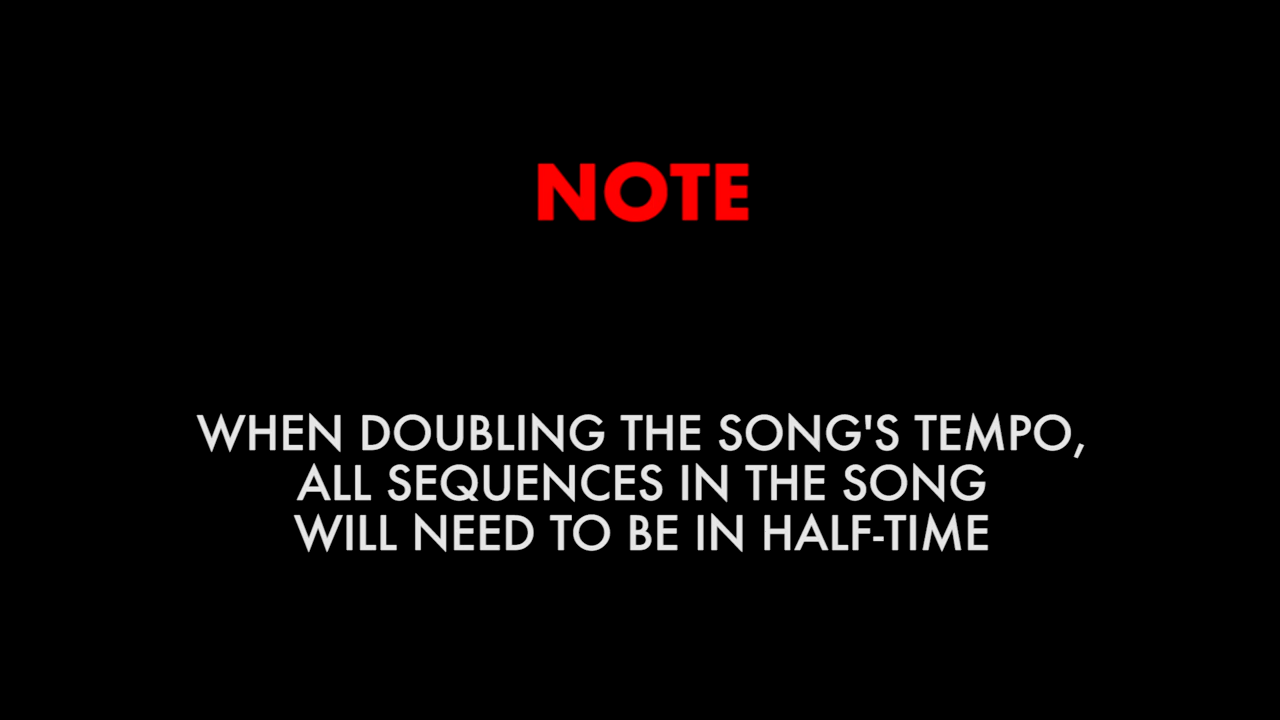 NOTE
WHEN DOUBLING THE SONG'S TEMPO,
ALL SEQUENCES IN THE SONG
WILL NEED TO BE IN HALF-TIME